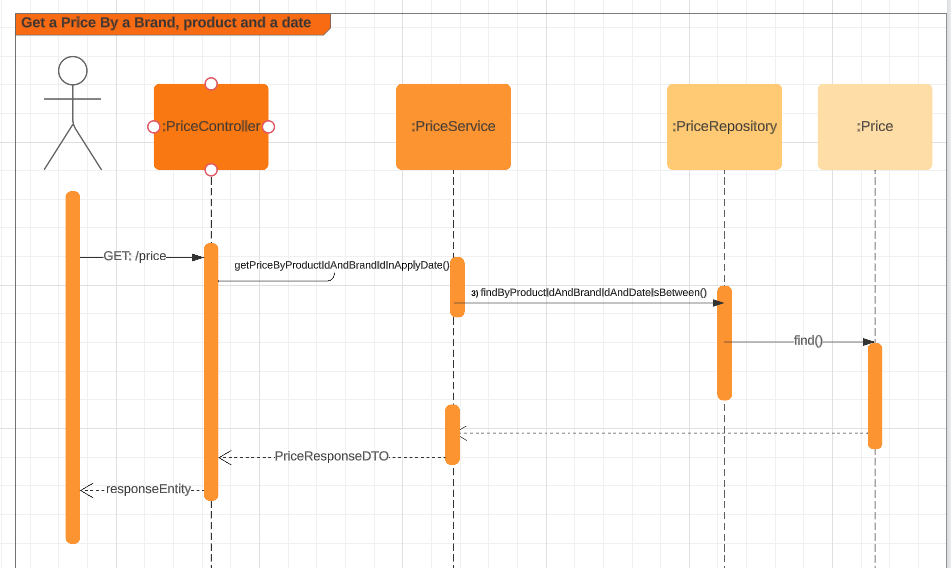 Get a Price By a Brand, product and a date
:PriceController
:PriceService
:PriceRepository
:Price
GET: /price
getPriceByProductIdAndBrandIdInApplyDate()
3) findByProductIdAndBrandIdAndDateIsBetween()
find()
PriceResponseDTO
responseEntity